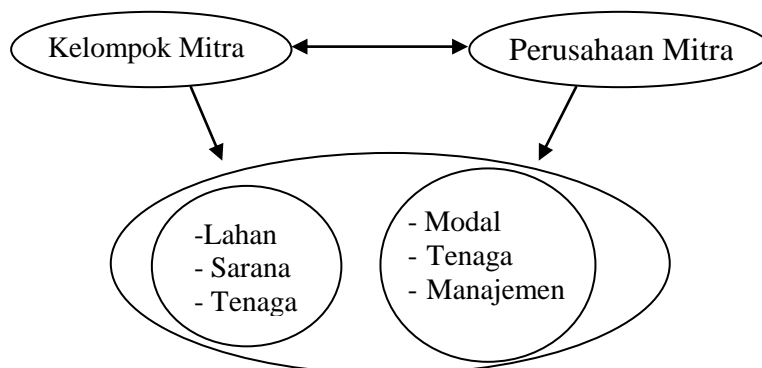 Kelompok Mitra
Perusahaan Mitra
-Lahan
- Sarana
- Tenaga
- Modal
- Tenaga
- Manajemen